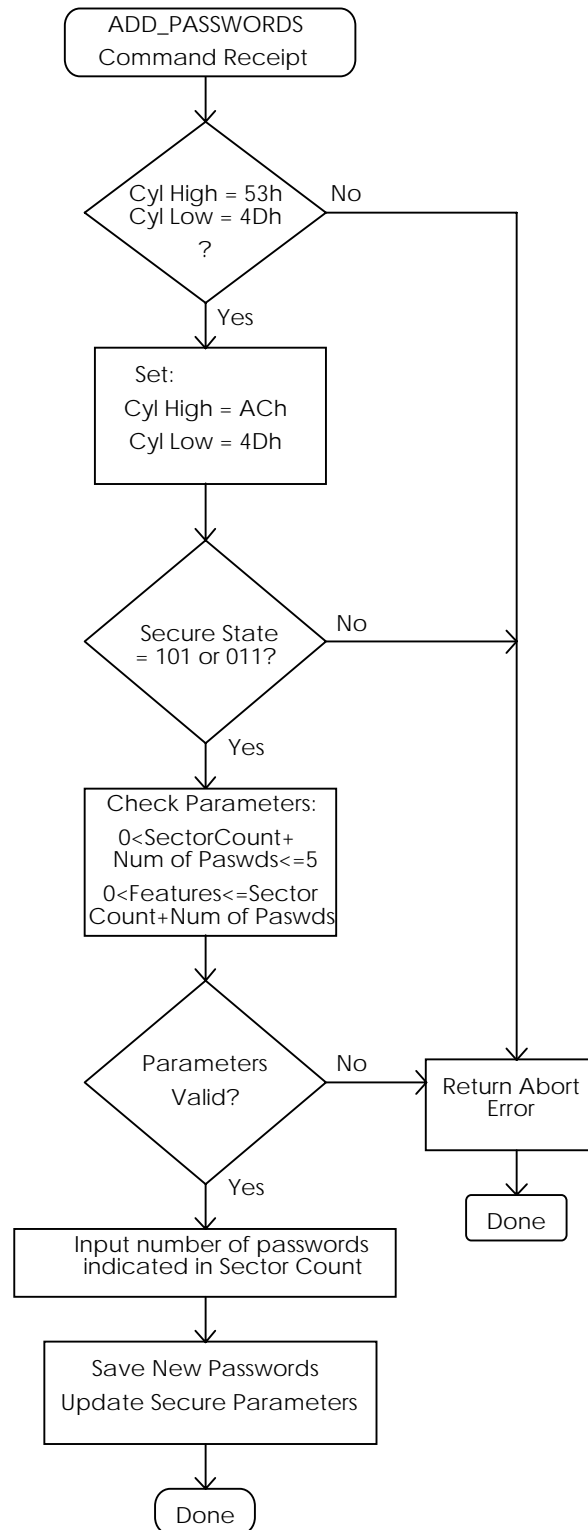 ADD_PASSWORDS
Command Receipt
Cyl High = 53h
Cyl Low = 4Dh
?
No
Yes
Set:
Cyl High = ACh
Cyl Low = 4Dh
Secure State
= 101 or 011?
No
Yes
Check Parameters:
0<SectorCount+
Num of Paswds<=5
0<Features<=Sector
Count+Num of Paswds
Parameters
Valid?
No
Return Abort
Error
Yes
Done
Input number of passwords
indicated in Sector Count
Save New Passwords
Update Secure Parameters
Done